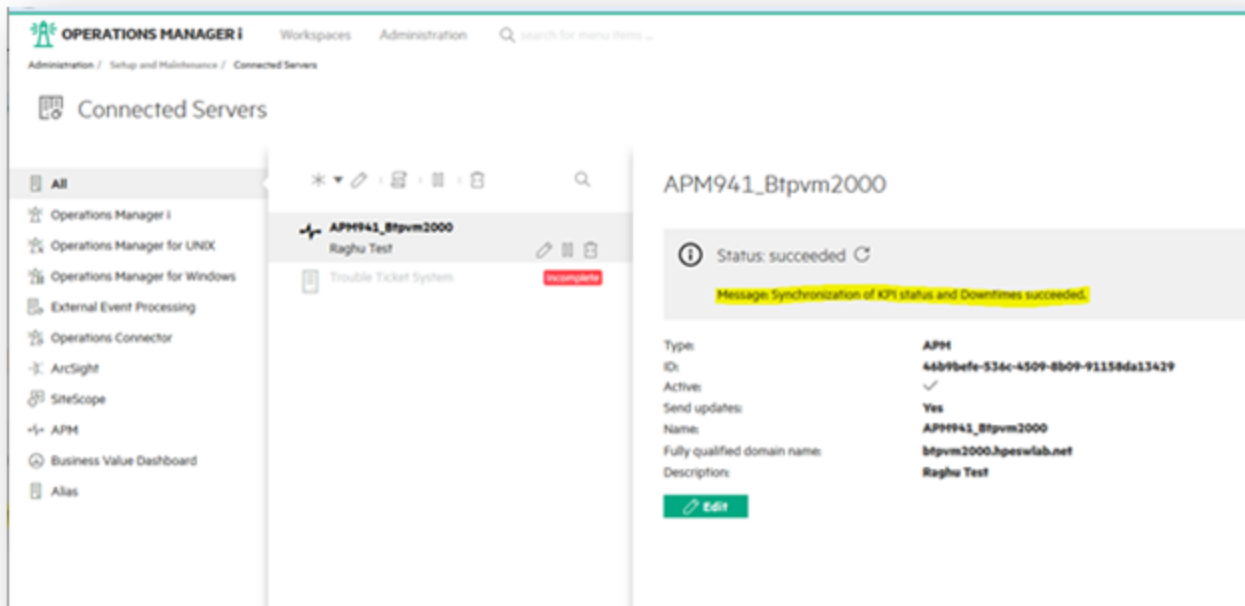 OPERATIONS MANAGER i Workspaces Administration search for menu items ...
Administration / Setup and Maintenance / Connected Servers
Connected Servers
All
Operations Manager i
Operations Manager for UNIX
Operations Manager for Windows
External Event Processing
Operations Connector
ArcSight
SiteScope
APM
Business Value Dashboard
Alias
APM941_Btpvm2000
Raghu Test
Trouble Ticket System Incomplete
APM941_Btpvm2000
Status: succeeded
Message: Synchronization of KPI status and Downtimes succeeded.
Type: APM
ID: 46b9befe-536c-4509-8b09-91158da13429
Active:
Send updates: Yes
Name: APM941_Btpvm2000
Fully qualified domain name: btpvm2000.hpeswlab.net
Description: Raghu Test
Edit